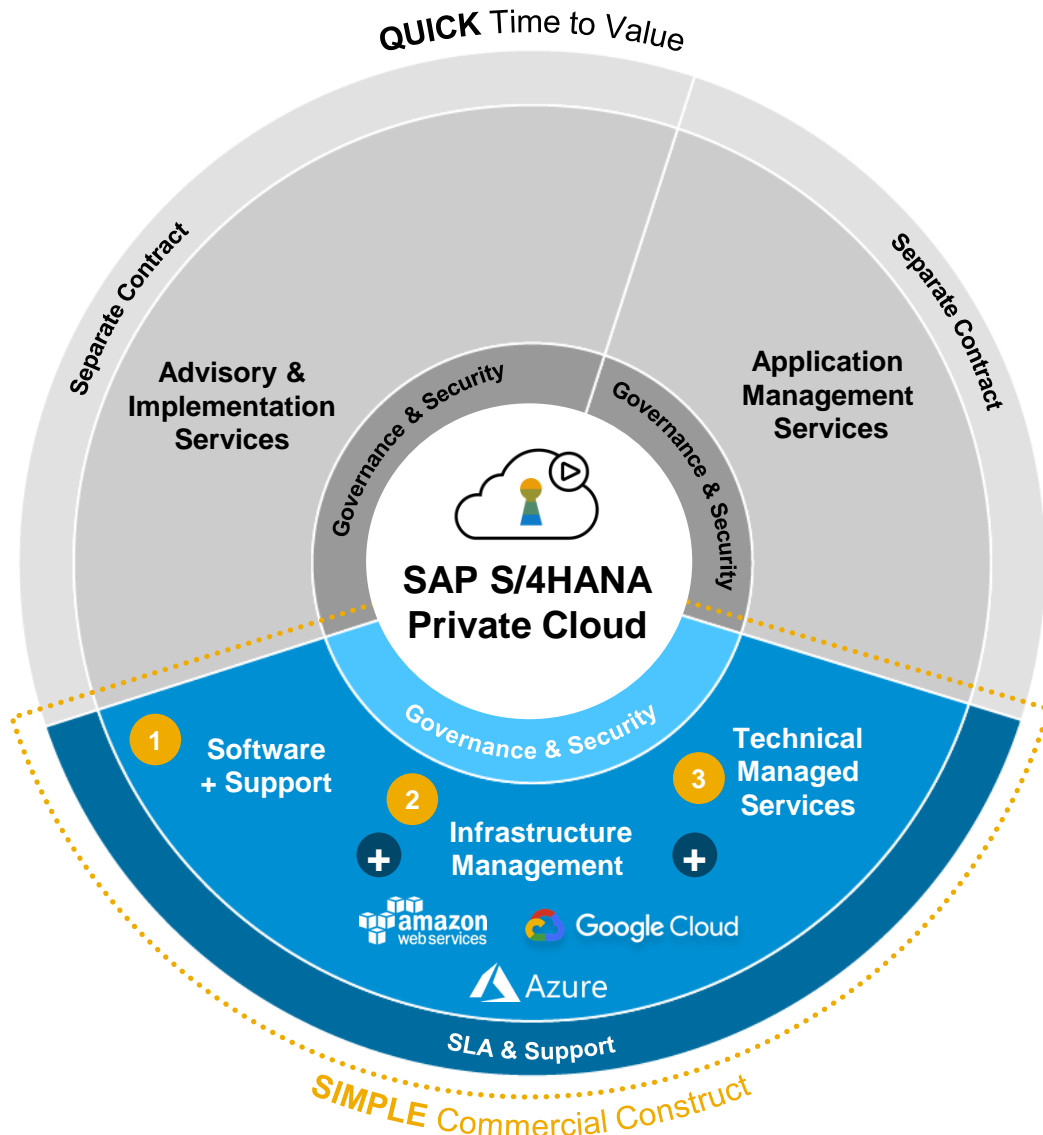 QUICK Time to Value
Separate Contract
Separate Contract
Advisory &
Implementation
Services
Application
Management
Services
Governance & Security
Governance & Security
SAP S/4HANA
Private Cloud
Governance & Security
1
Software
+ Support
2
Infrastructure
Management
3
Technical
Managed
Services
+
+
amazon
webservices
Google Cloud
Azure
SLA & Support
SIMPLE Commercial Construct